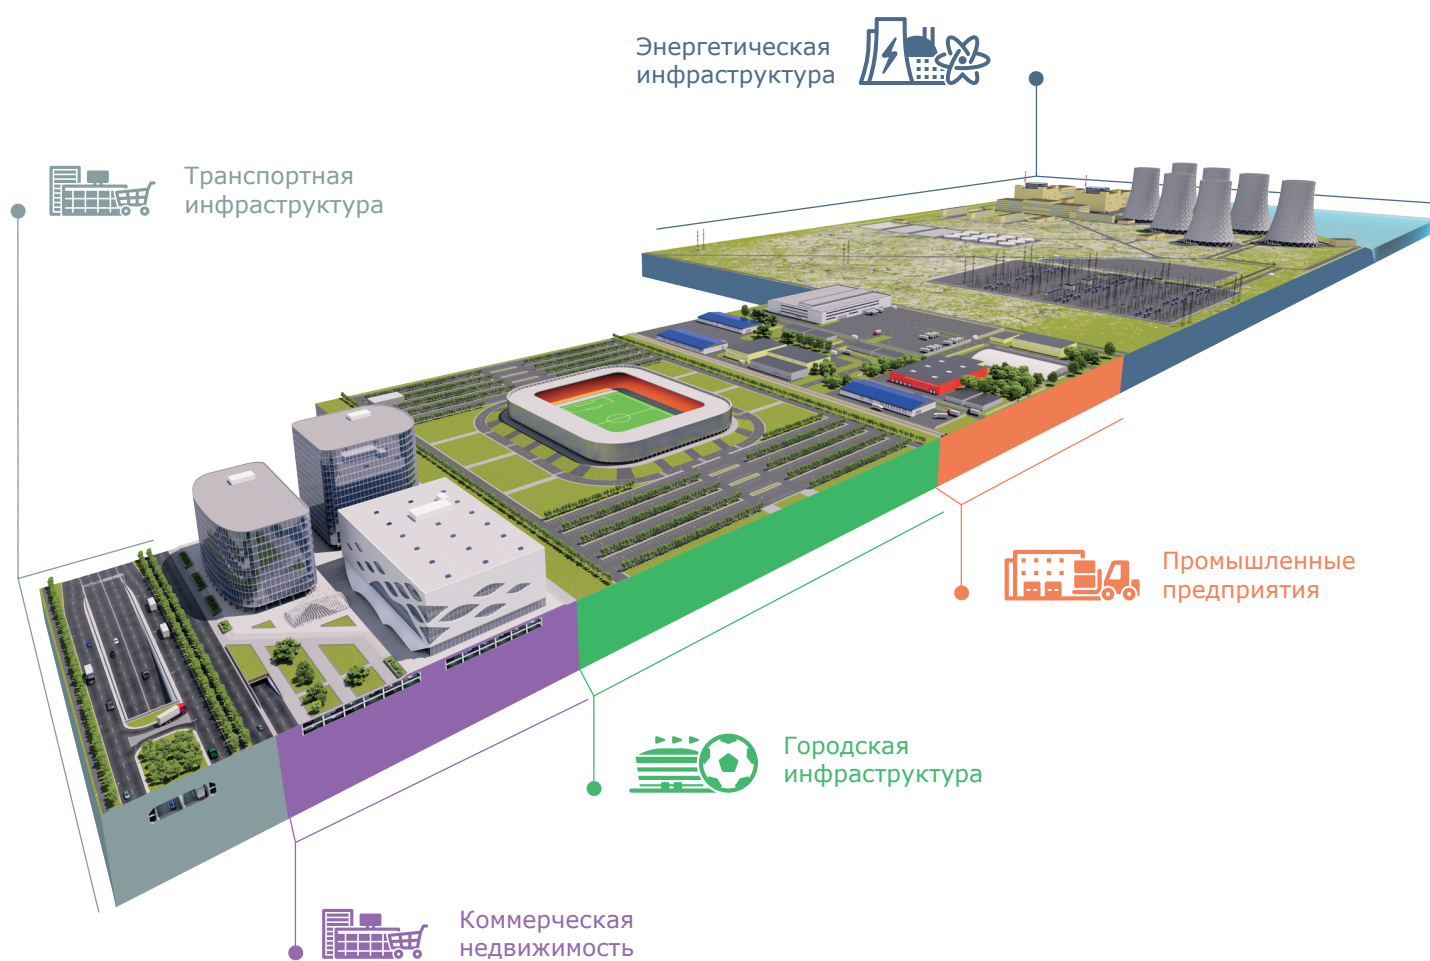 Энергетическая
инфраструктура
Транспортная
инфраструктура
Промышленные
предприятия
Городская
инфраструктура
Коммерческая
недвижимость